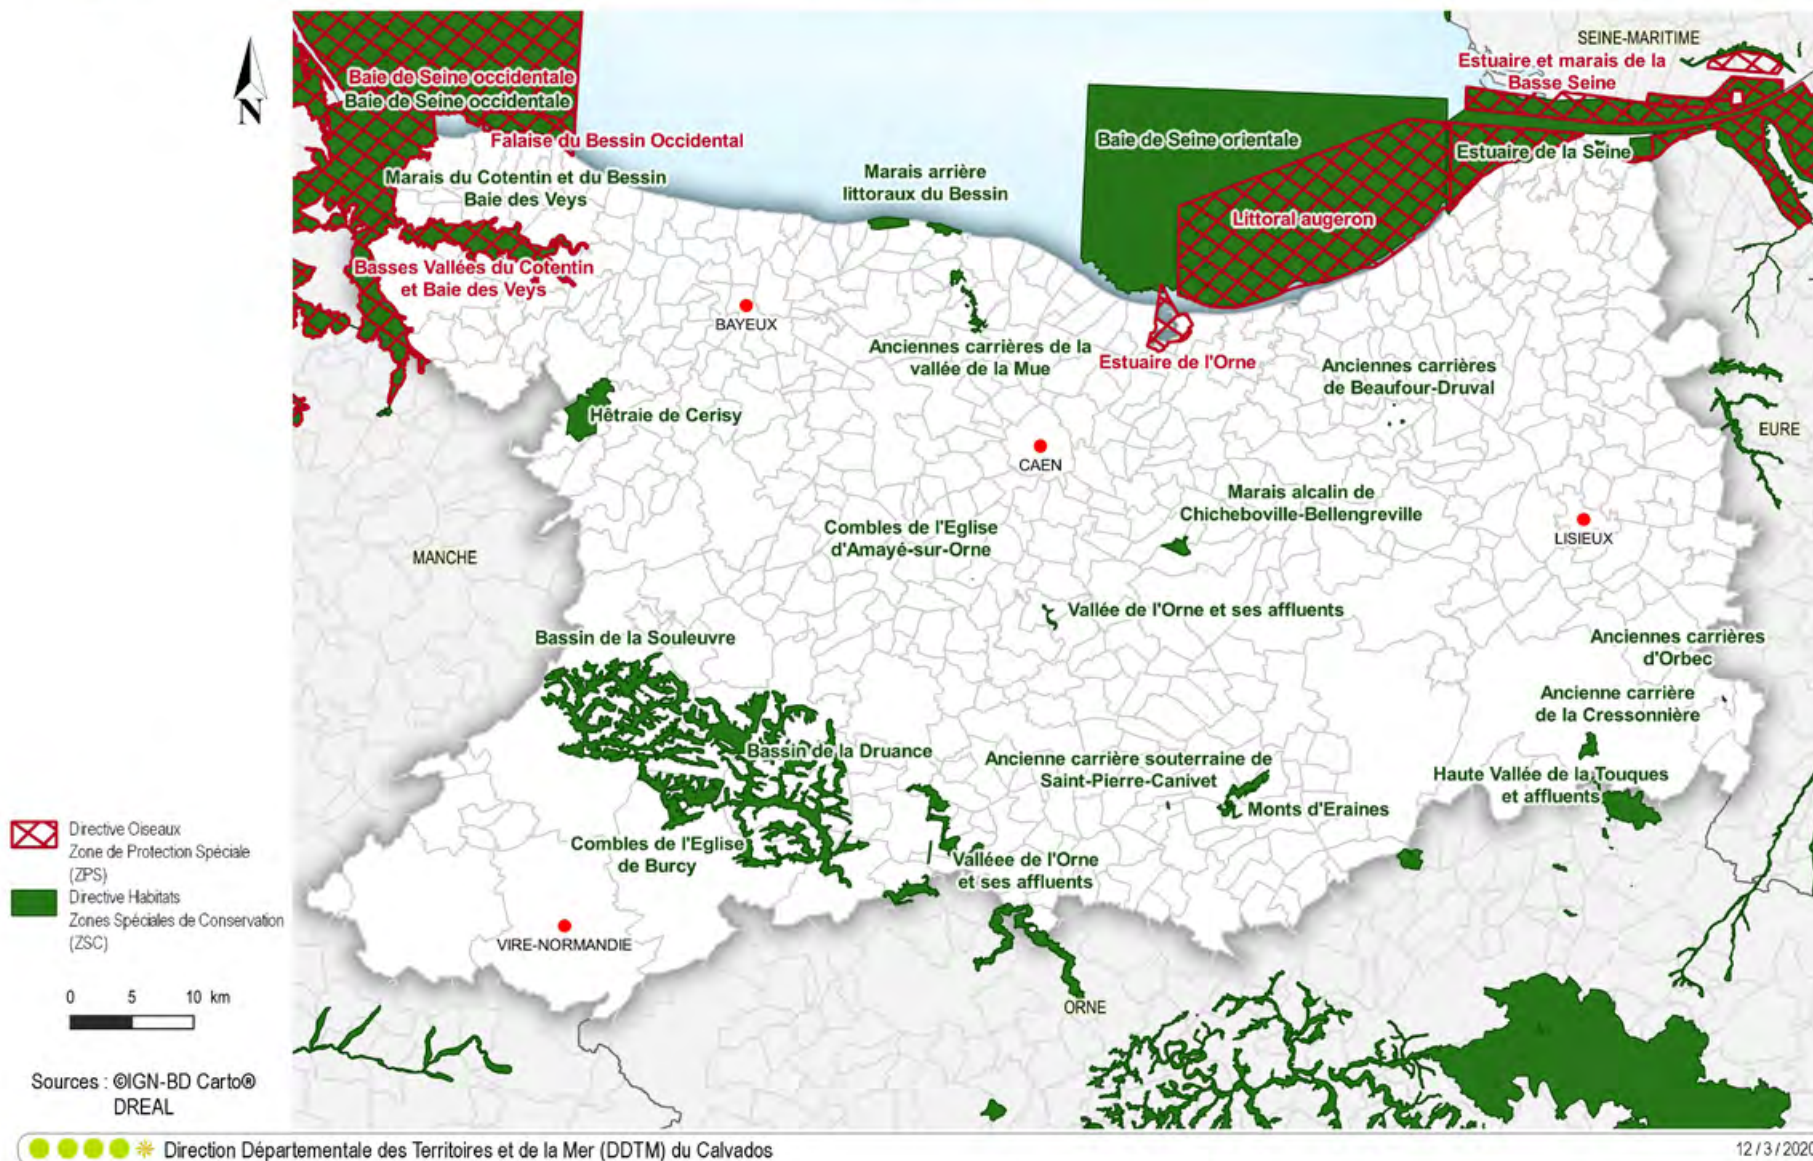 SEINE-MARITIME
Estuaire et marais de la
Basse Seine
Baie de Seine occidentale
Baie de Seine occidentale
N
Falaise du Bessin Occidental
Baie de Seine orientale
Estuaire de la Seine
Marais du Cotentin et du Bessin
Baie des Veys
Marais arrière
littoraux du Bessin
Littoral augeron
Basses Vallées du Cotentin
et Baie des Veys
BAYEUX
Anciennes carrières de la
vallée de la Mue
Estuaire de l'Orne
Anciennes carrières
de Beaufour-Druval
Hêtraie de Cerisy
EURE
CAEN
Marais alcalin de
Chicheboville-Bellengreville
Combles de l'Eglise
d'Amayé-sur-Orne
LISIEUX
MANCHE
Vallée de l'Orne et ses affluents
Bassin de la Souleuvre
Anciennes carrières
d'Orbec
Ancienne carrière
de la Cressonnière
Bassin de la Druance
Ancienne carrière souterraine de
Saint-Pierre-Canivet
Haute Vallée de la Touques
et affluents
Monts d'Eraines
Combles de l'Eglise
de Burcy
Valléee de l'Orne
et ses affluents
VIRE-NORMANDIE
ORNE
Directive Oiseaux
Zone de Protection Spéciale
(ZPS)
Directive Habitats
Zones Spéciales de Conservation
(ZSC)
0 5 10 km
Sources : ©IGN-BD Carto®
DREAL
Direction Départementale des Territoires et de la Mer (DDTM) du Calvados
12/3/2020